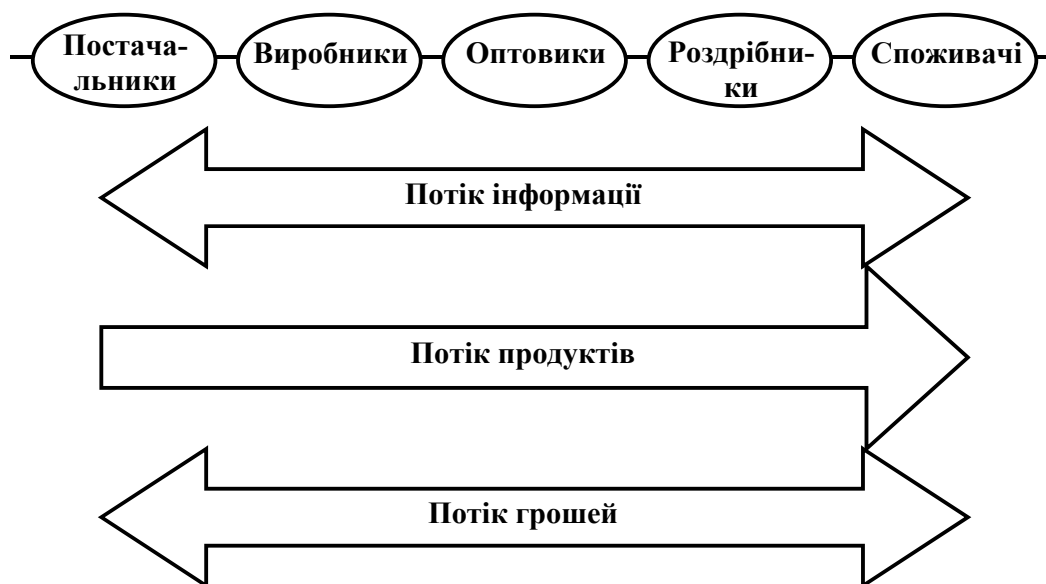 Постача-
льники
Виробники
Оптовики
Роздрібни-
ки
Споживачі
Потік інформації
Потік продуктів
Потік грошей